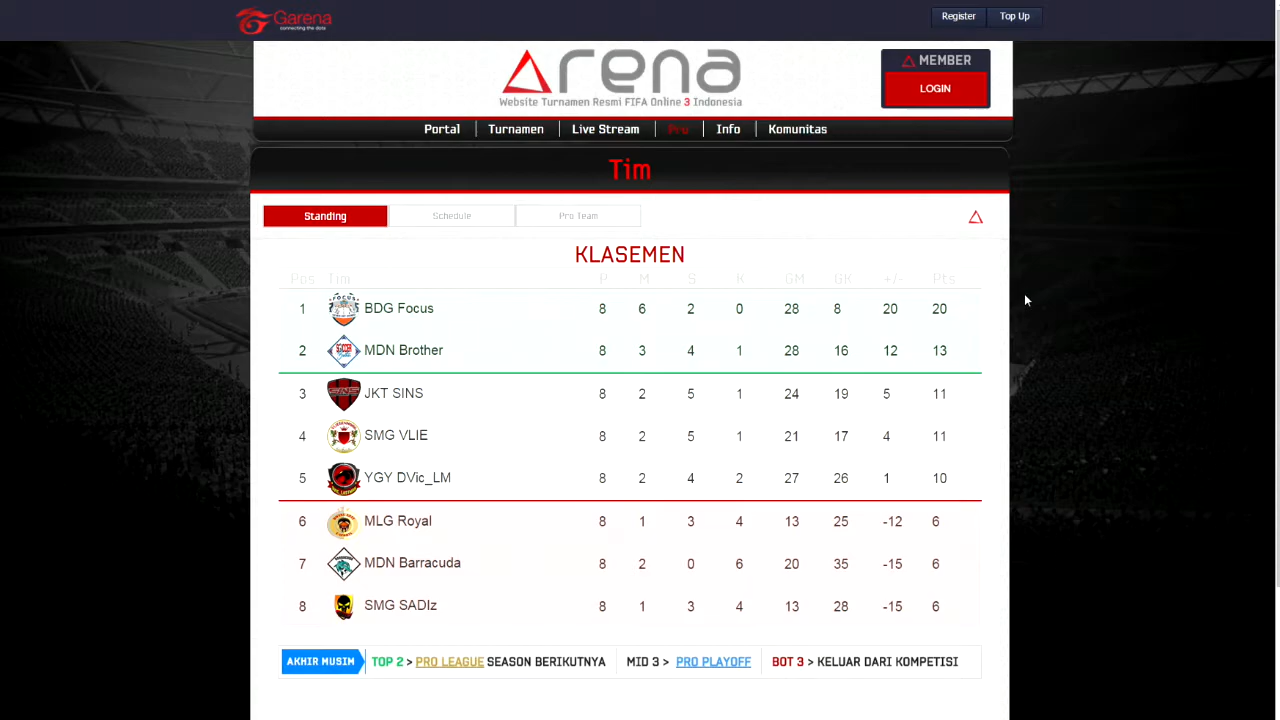 Garena
connecting the dots
Register
Top Up
Arena
Website Turnamen Resmi FIFA Online 3 Indonesia
MEMBER
LOGIN
Portal Turnamen Live Stream Pro Info Komunitas
Tim
Standing Schedule Pro Team
KLASEMEN
Pos Tim P M S K GM GK +/- Pts
1 BDG Focus 8 6 2 0 28 8 20 20
2 MDN Brother 8 3 4 1 28 16 12 13
3 JKT SINS 8 2 5 1 24 19 5 11
4 SMG VLIE 8 2 5 1 21 17 4 11
5 YGY DVic_LM 8 2 4 2 27 26 1 10
6 MLG Royal 8 1 3 4 13 25 -12 6
7 MDN Barracuda 8 2 0 6 20 35 -15 6
8 SMG SADIz 8 1 3 4 13 28 -15 6
AKHIR MUSIM TOP 2 > PRO LEAGUE SEASON BERIKUTNYA MID 3 > PRO PLAYOFF BOT 3 > KELUAR DARI KOMPETISI